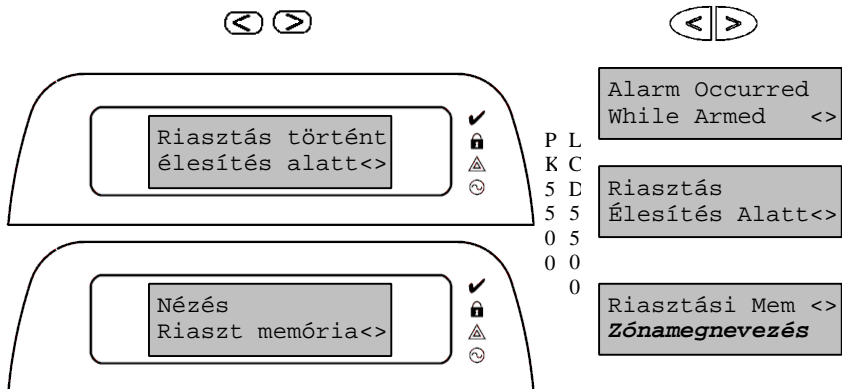 < >
< >
Riasztás történt
élesítés alatt<>
Nézés
Riaszt memória<>
PK5500
LCD5500
Alarm Occurred
While Armed <>
Riasztás
Élesítés Alatt<>
Riasztási Mem <>
Zónamegnevezés